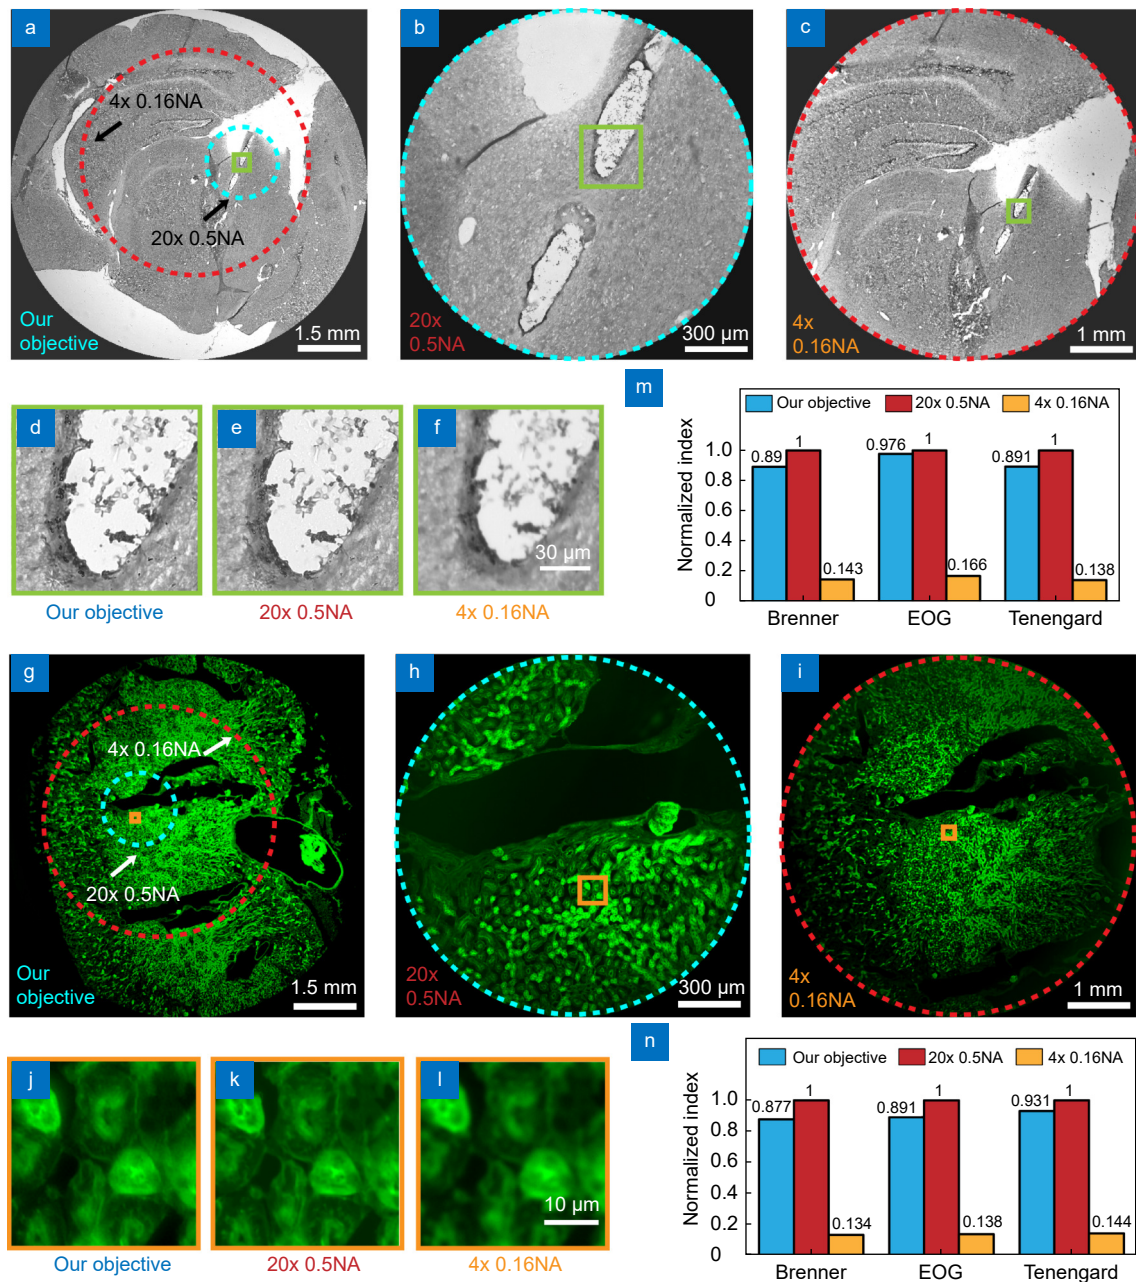 a
4x 0.16NA
20x 0.5NA
Our
objective
1.5 mm
b
20x
0.5NA
300 µm
c
4x
0.16NA
1 mm
d
e
f
30 µm
Our objective
20x 0.5NA
4x 0.16NA
m
Our objective
20x 0.5NA
4x 0.16NA
Normalized index
1.0
0.8
0.6
0.4
0.2
0
0.89
1
0.143
0.976
1
0.166
0.891
1
0.138
Brenner
EOG
Tenengard
g
4x 0.16NA
20x 0.5NA
Our
objective
1.5 mm
h
20x
0.5NA
300 µm
i
4x
0.16NA
1 mm
j
k
l
10 µm
Our objective
20x 0.5NA
4x 0.16NA
n
Our objective
20x 0.5NA
4x 0.16NA
Normalized index
1.0
0.8
0.6
0.4
0.2
0
0.877
1
0.134
0.891
1
0.138
0.931
1
0.144
Brenner
EOG
Tenengard